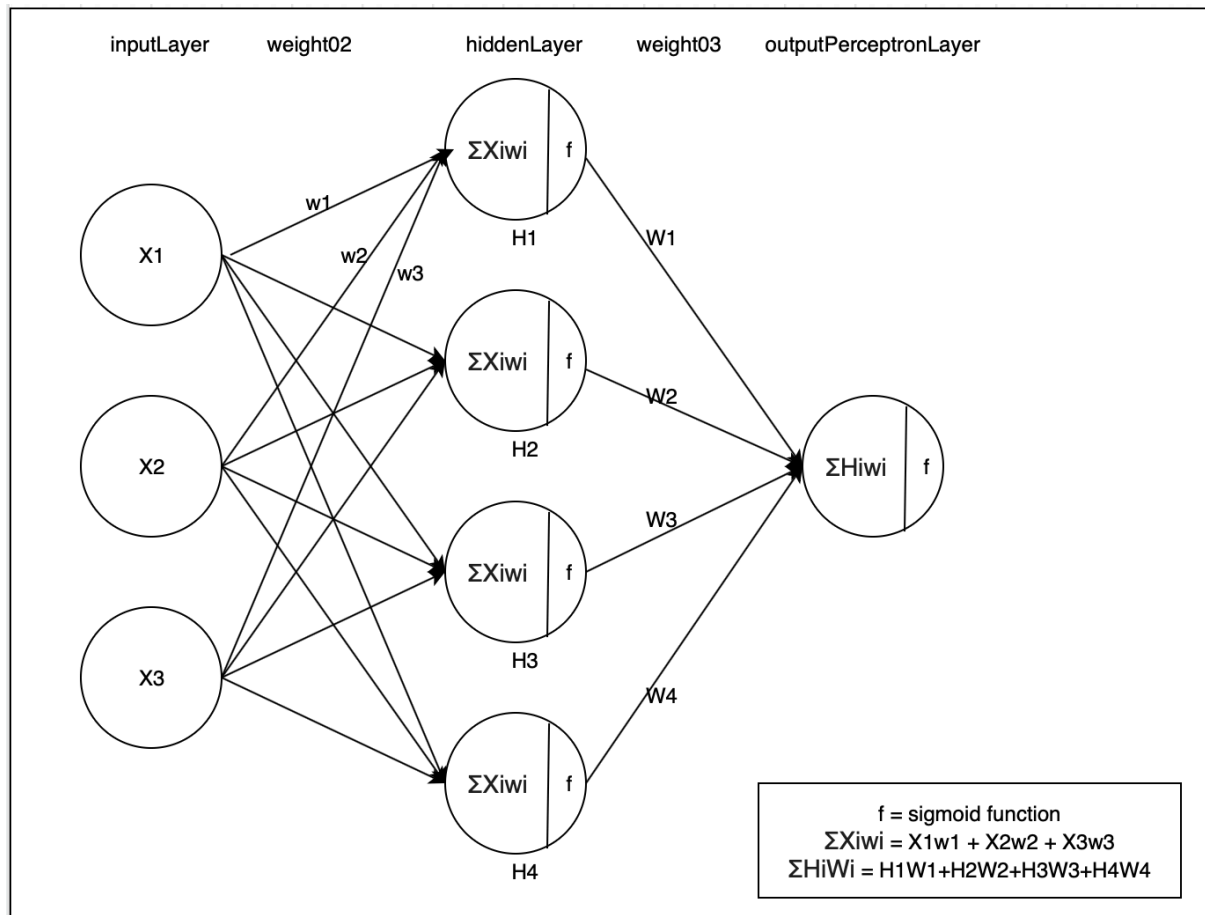 inputLayer weight02 hiddenLayer weight03 outputPerceptronLayer
ΣXiwi f
H1
w1
W1
X1
w2
w3
ΣXiwi f
W2
H2
X2
ΣHiwi f
W3
ΣXiwi f
H3
X3
W4
ΣXiwi f
H4
f = sigmoid function
ΣXiwi = X1w1 + X2w2 + X3w3
ΣHiWi = H1W1+H2W2+H3W3+H4W4